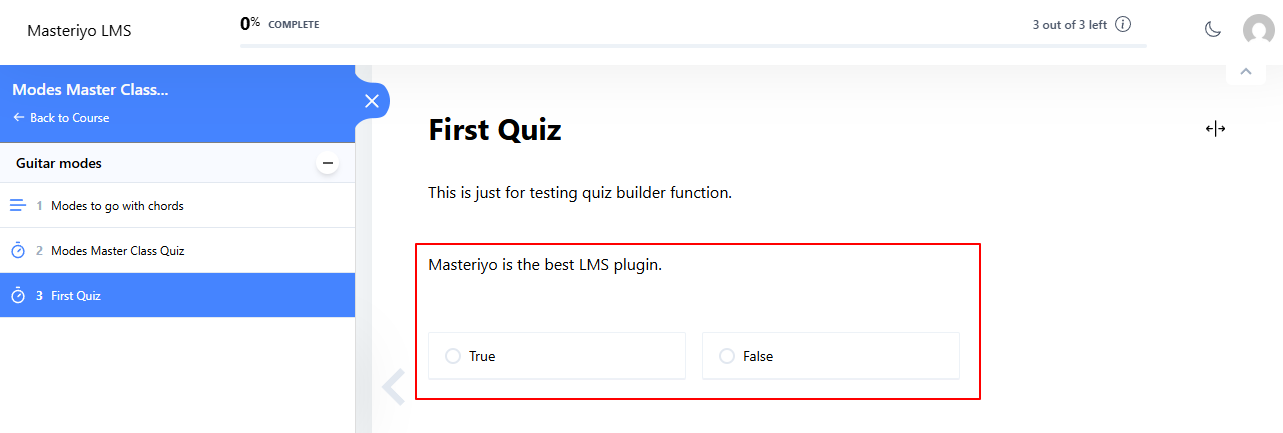 Masteriyo LMS
0% COMPLETE
3 out of 3 left
Modes Master Class...
Back to Course
Guitar modes
1 Modes to go with chords
2 Modes Master Class Quiz
3 First Quiz
First Quiz
This is just for testing quiz builder function.
Masteriyo is the best LMS plugin.
True
False